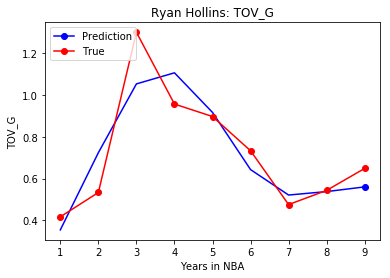 Ryan Hollins: TOV_G
Prediction
True
TOV_G
1.2
1.0
0.8
0.6
0.4
1 2 3 4 5 6 7 8 9
Years in NBA